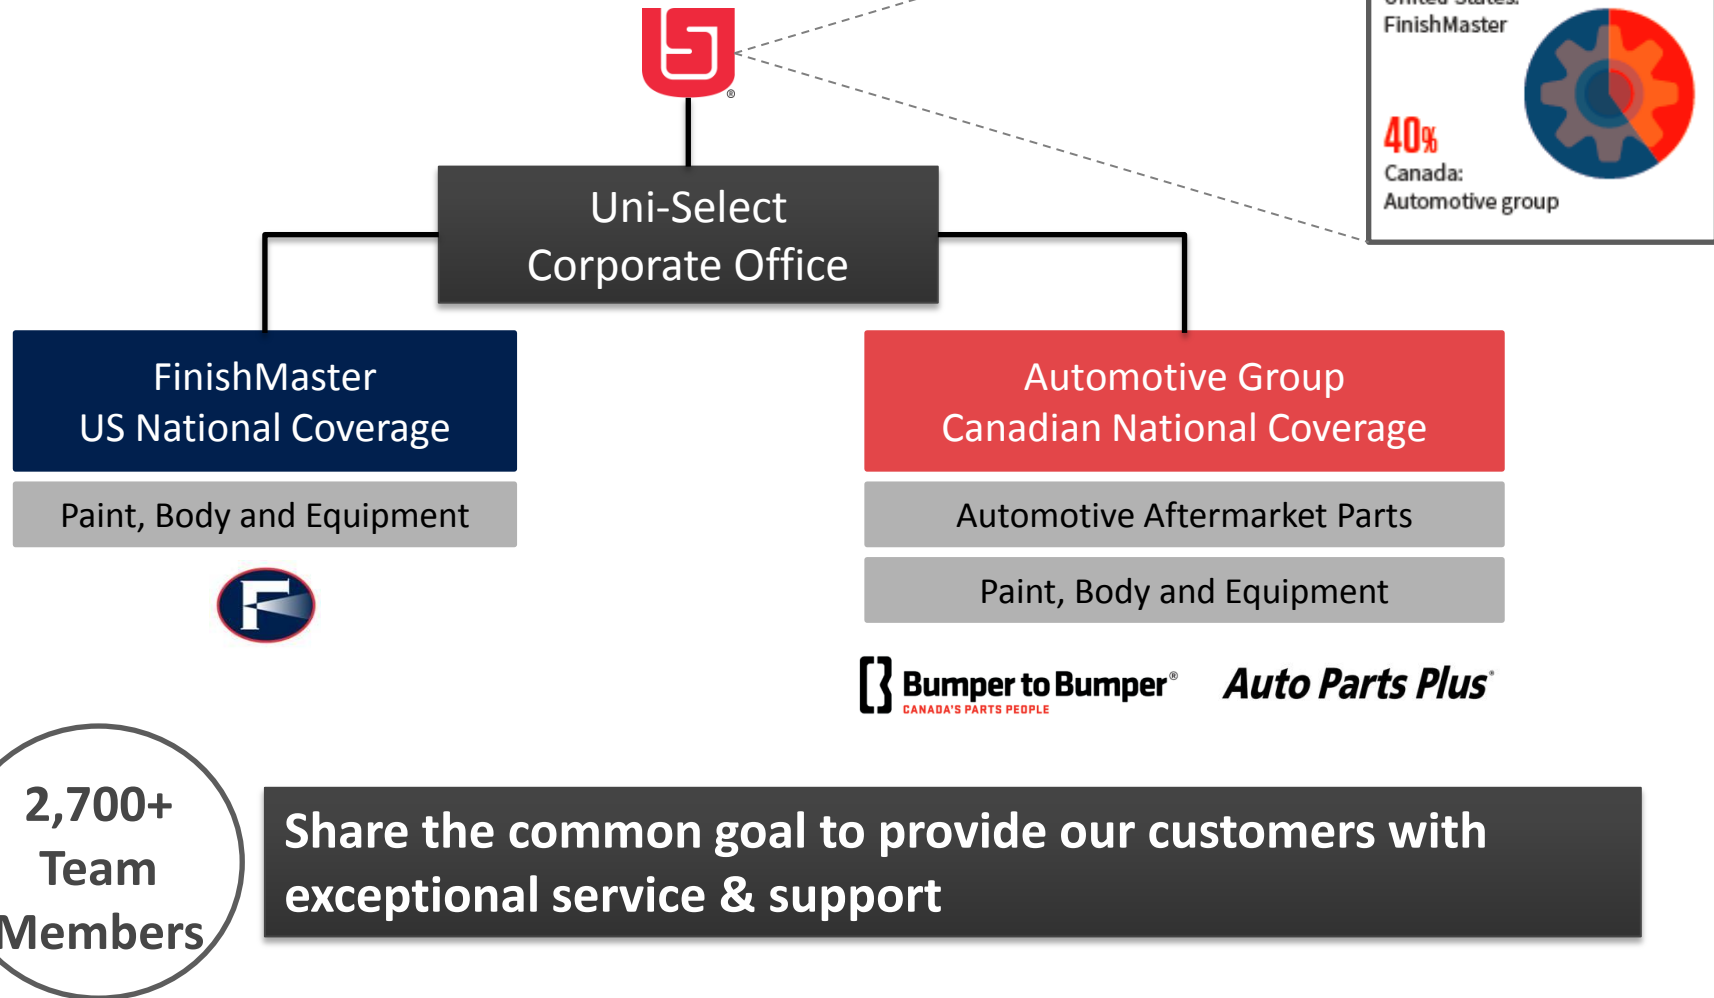 United States:
FinishMaster
40%
Canada:
Automotive group
Uni-Select
Corporate Office
FinishMaster
US National Coverage
Paint, Body and Equipment
F
Automotive Group
Canadian National Coverage
Automotive Aftermarket Parts
Paint, Body and Equipment
Bumper to Bumper®
CANADA'S PARTS PEOPLE
Auto Parts Plus
2,700+
Team
Members
Share the common goal to provide our customers with
exceptional service & support